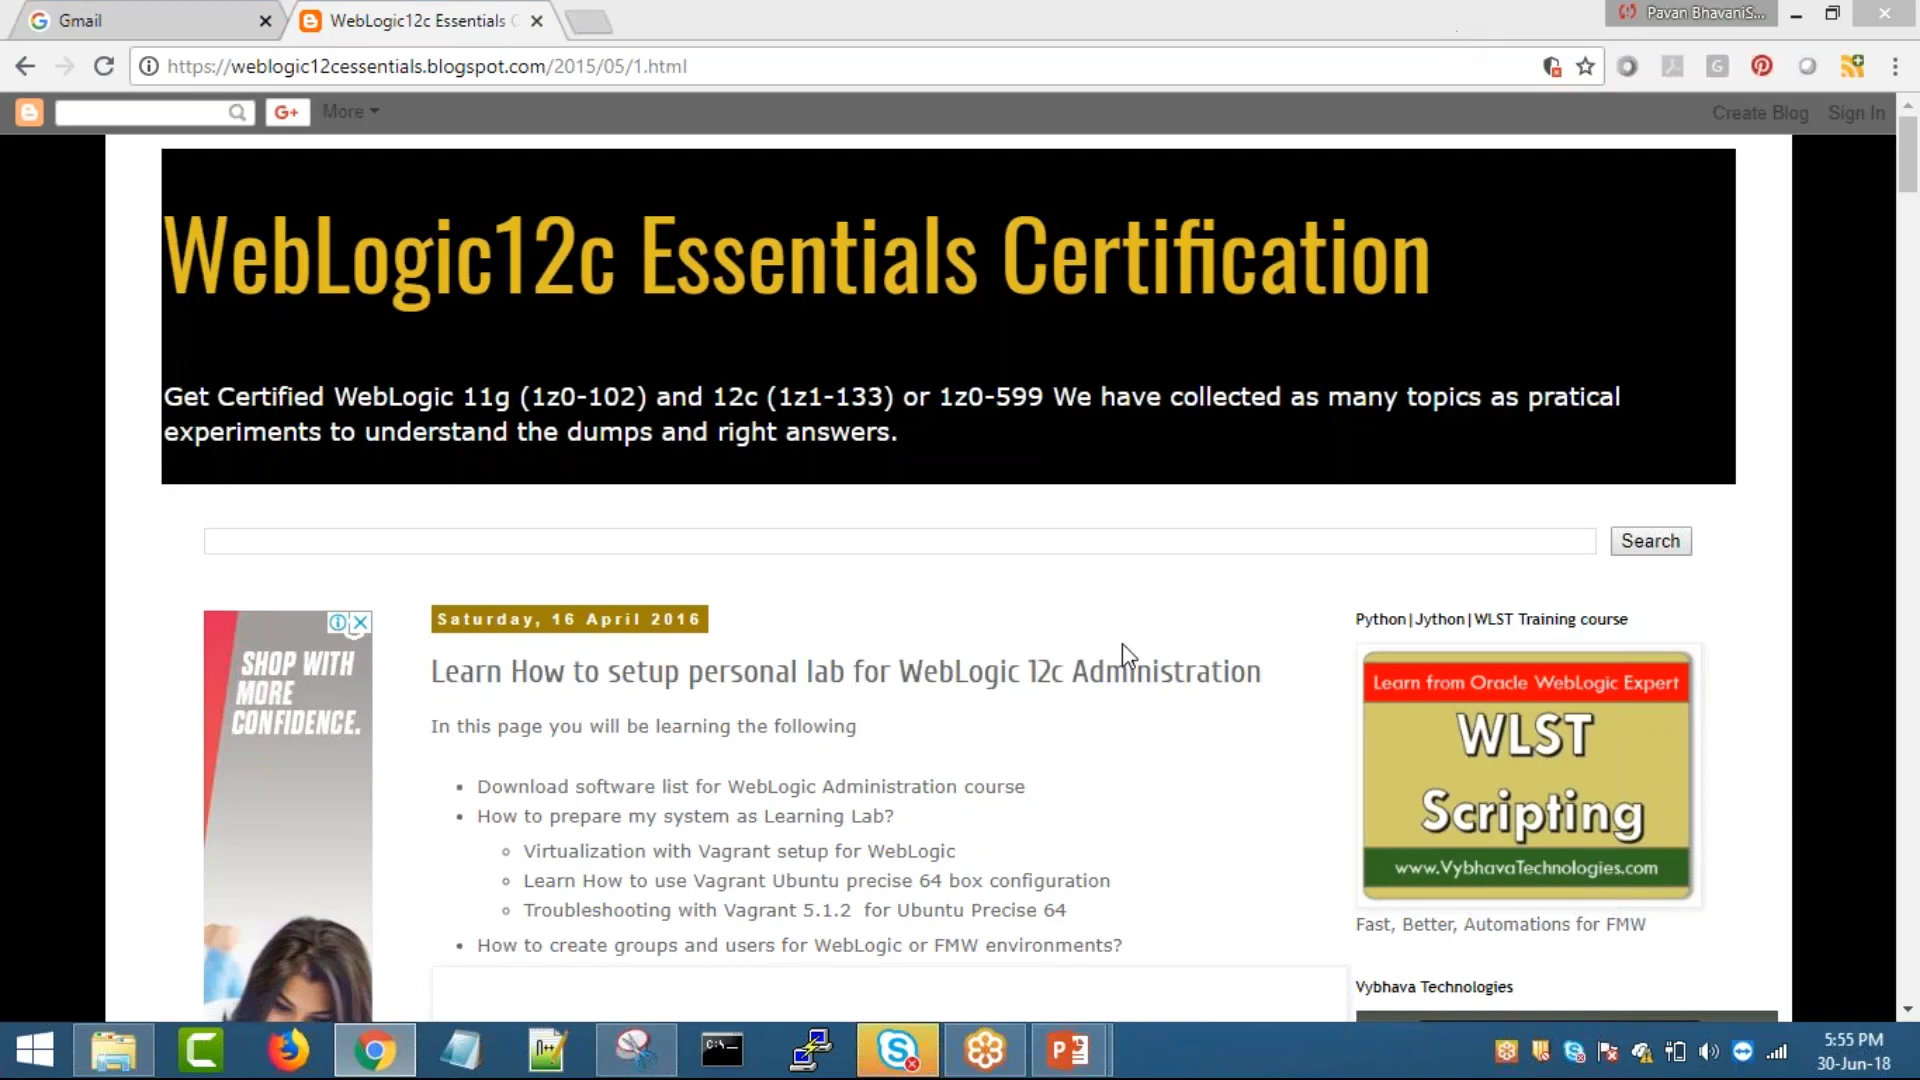 Gmail
WebLogic12c Essentials C
Pavan BhavaniS...
https://weblogic12cessentials.blogspot.com/2015/05/1.html
G+
More
Create Blog
Sign In
WebLogic12c Essentials Certification
Get Certified WebLogic 11g (1z0-102) and 12c (1z1-133) or 1z0-599 We have collected as many topics as pratical
experiments to understand the dumps and right answers.
Search
SHOP WITH
MORE
CONFIDENCE.
Saturday, 16 April 2016
Learn How to setup personal lab for WebLogic 12c Administration
In this page you will be learning the following
Download software list for WebLogic Administration course
How to prepare my system as Learning Lab?
Virtualization with Vagrant setup for WebLogic
Learn How to use Vagrant Ubuntu precise 64 box configuration
Troubleshooting with Vagrant 5.1.2 for Ubuntu Precise 64
How to create groups and users for WebLogic or FMW environments?
Python|Jython|WLST Training course
Learn from Oracle WebLogic Expert
WLST
Scripting
www.VybhavaTechnologies.com
Fast, Better, Automations for FMW
Vybhava Technologies
5:55 PM
30-Jun-18